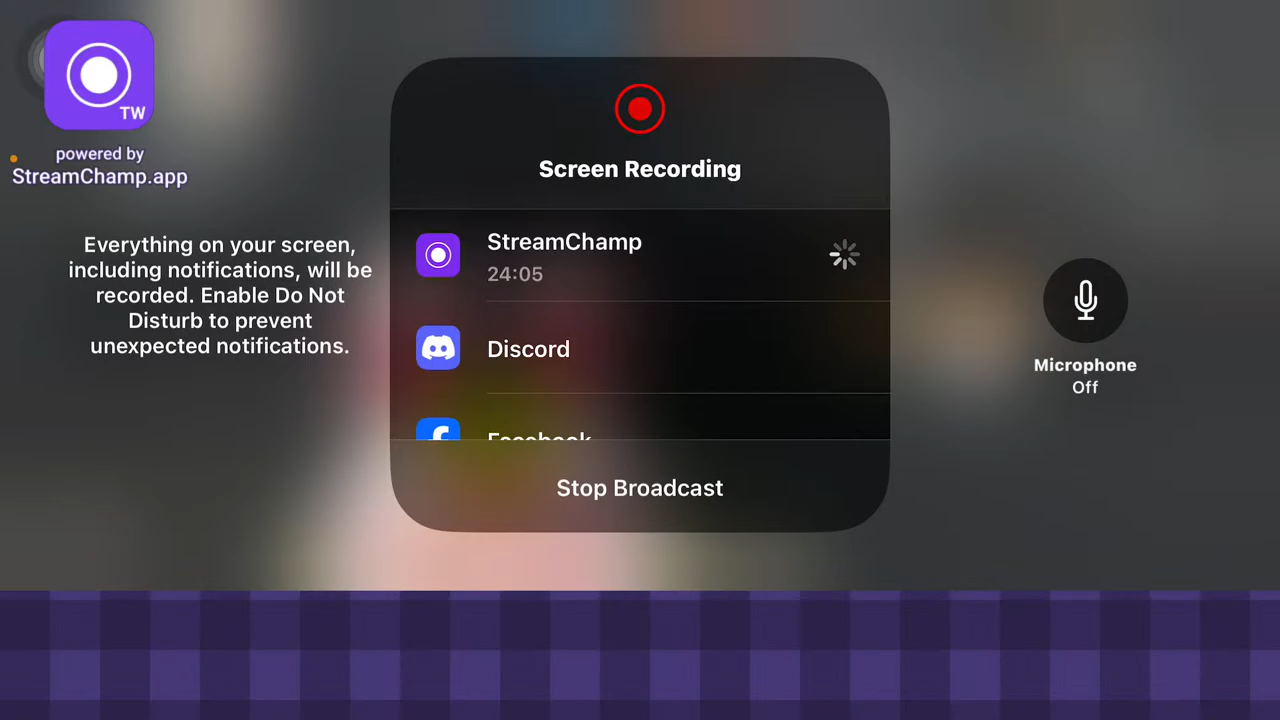 TW
powered by
StreamChamp.app
Everything on your screen,
including notifications, will be
recorded. Enable Do Not
Disturb to prevent
unexpected notifications.
Screen Recording
StreamChamp
24:05
Discord
Facebook
Stop Broadcast
Microphone
Off